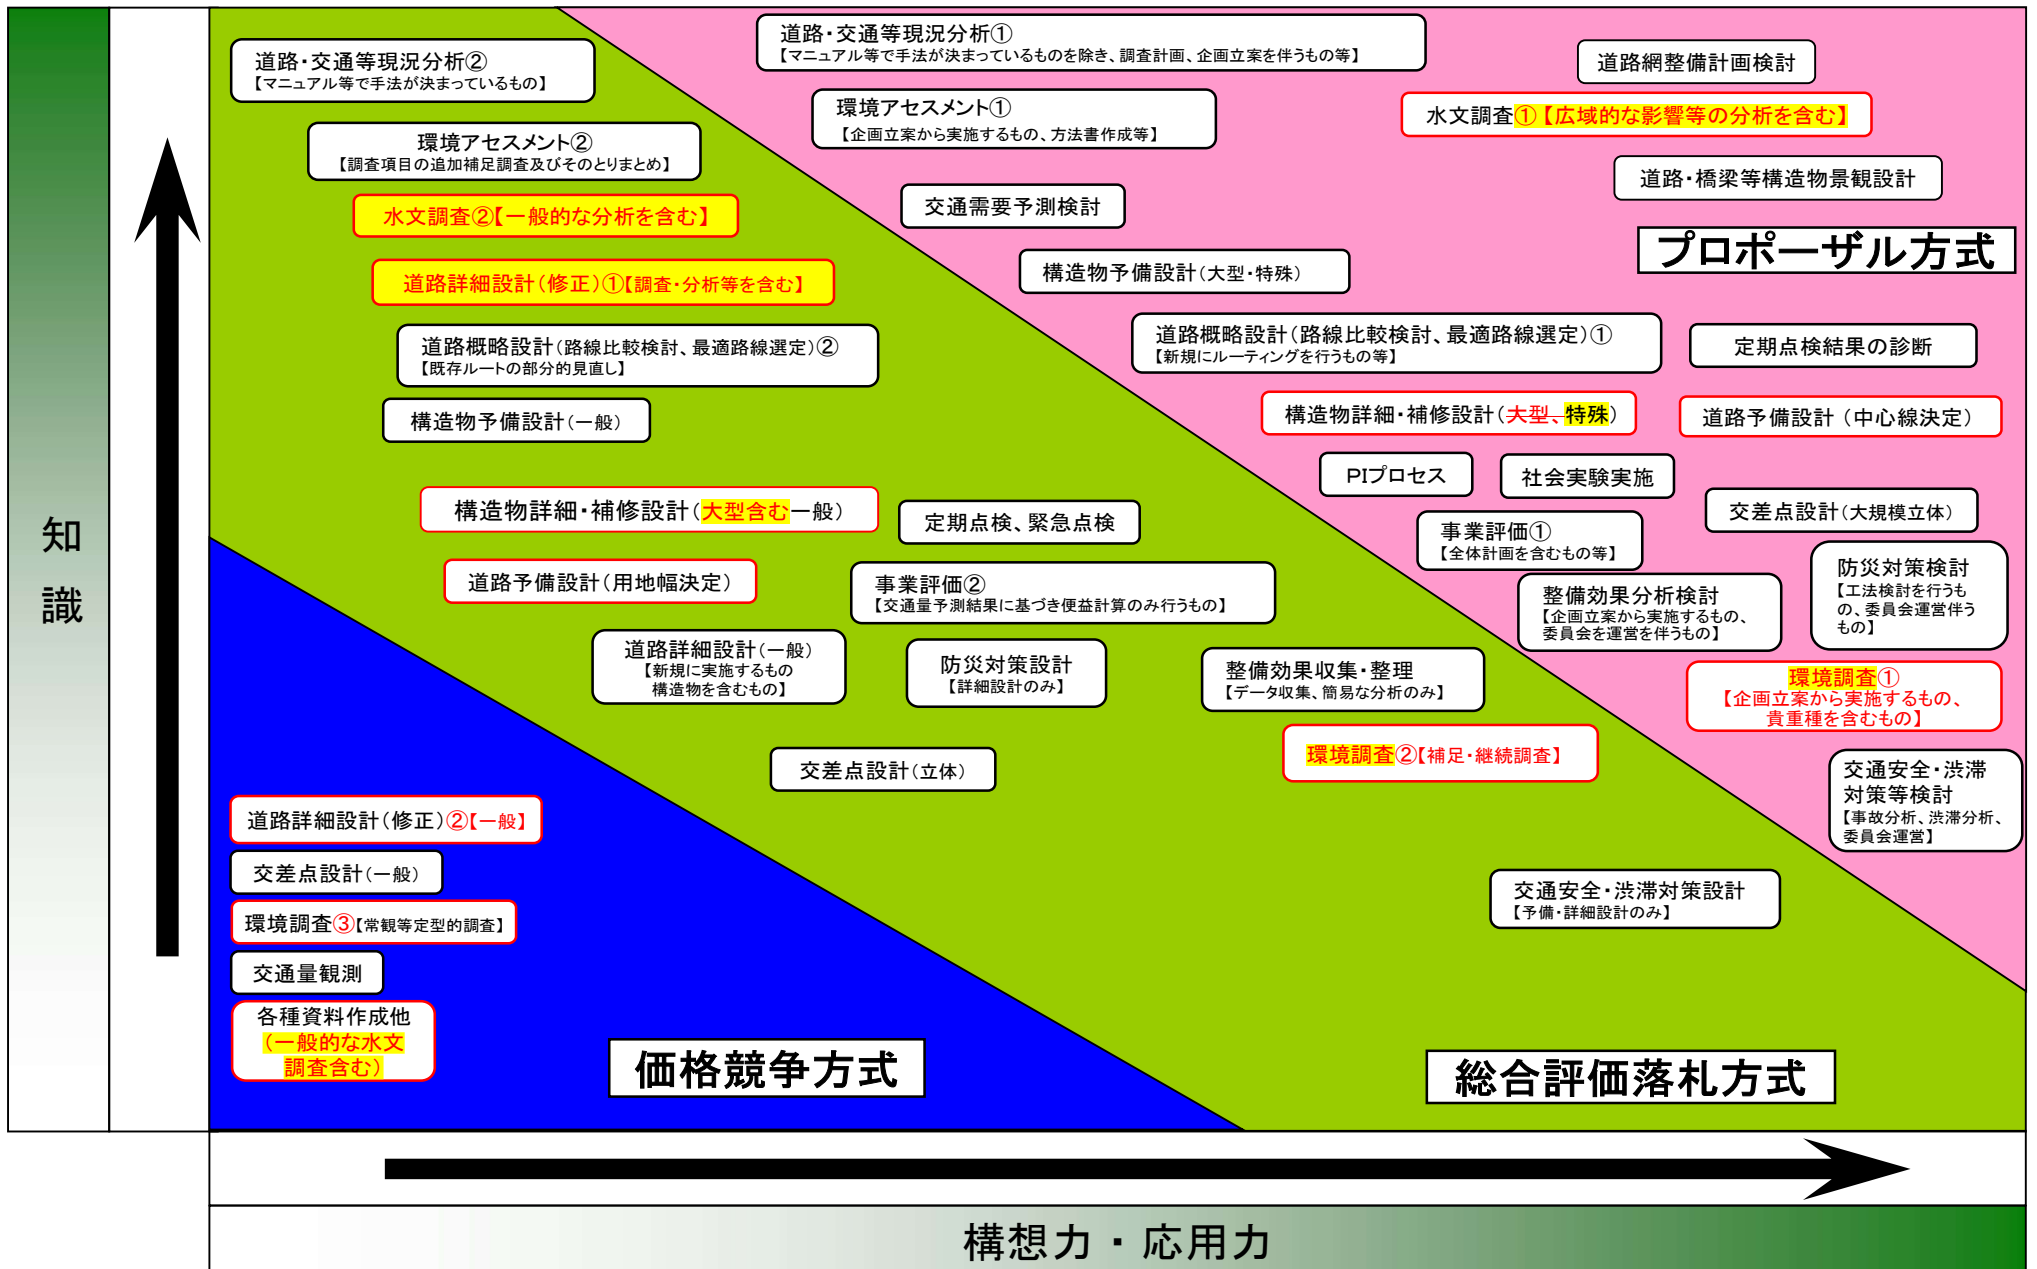 道路・交通等現況分析②
【マニュアル等で手法が決まっているもの】
環境アセスメント②
【調査項目の追加補足調査及びそのとりまとめ】
水文調査②【一般的な分析を含む】
道路詳細設計（修正）①【調査・分析等を含む】
道路概略設計（路線比較検討、最適路線選定）②
【既存ルートの部分的見直し】
構造物予備設計（一般）
構造物詳細・補修設計（大型含む一般）
定期点検、緊急点検
道路予備設計（用地幅決定）
事業評価②
【交通量予測結果に基づき便益計算のみ行うもの】
道路詳細設計（一般）
【新規に実施するもの
構造物を含むもの】
防災対策設計
【詳細設計のみ】
整備効果収集・整理
【データ収集、簡易な分析のみ】
環境調査②【補足・継続調査】
交差点設計（立体）
交通安全・渋滞対策設計
【予備・詳細設計のみ】
総合評価落札方式
道路・交通等現況分析①
【マニュアル等で手法が決まっているものを除き、調査計画、企画立案を伴うもの等】
道路網整備計画検討
環境アセスメント①
【企画立案から実施するもの、方法書作成等】
水文調査①【広域的な影響等の分析を含む】
道路・橋梁等構造物景観設計
交通需要予測検討
プロポーザル方式
構造物予備設計（大型・特殊）
道路概略設計（路線比較検討、最適路線選定）①
【新規にルーティングを行うもの等】
定期点検結果の診断
構造物詳細・補修設計（大型、特殊）
道路予備設計（中心線決定）
PIプロセス
社会実験実施
交差点設計（大規模立体）
事業評価①
【全体計画を含むもの等】
防災対策検討
【工法検討を行うも
の、委員会運営伴う
もの】
整備効果分析検討
【企画立案から実施するもの、
委員会を運営を伴うもの】
環境調査①
【企画立案から実施するもの、
貴重種を含むもの】
交通安全・渋滞
対策等検討
【事故分析、渋滞分析、
委員会運営】
道路詳細設計（修正）②【一般】
交差点設計（一般）
環境調査③【常観等定型的調査】
交通量観測
各種資料作成他
（一般的な水文
調査含む）
価格競争方式
知
識
構想力・応用力